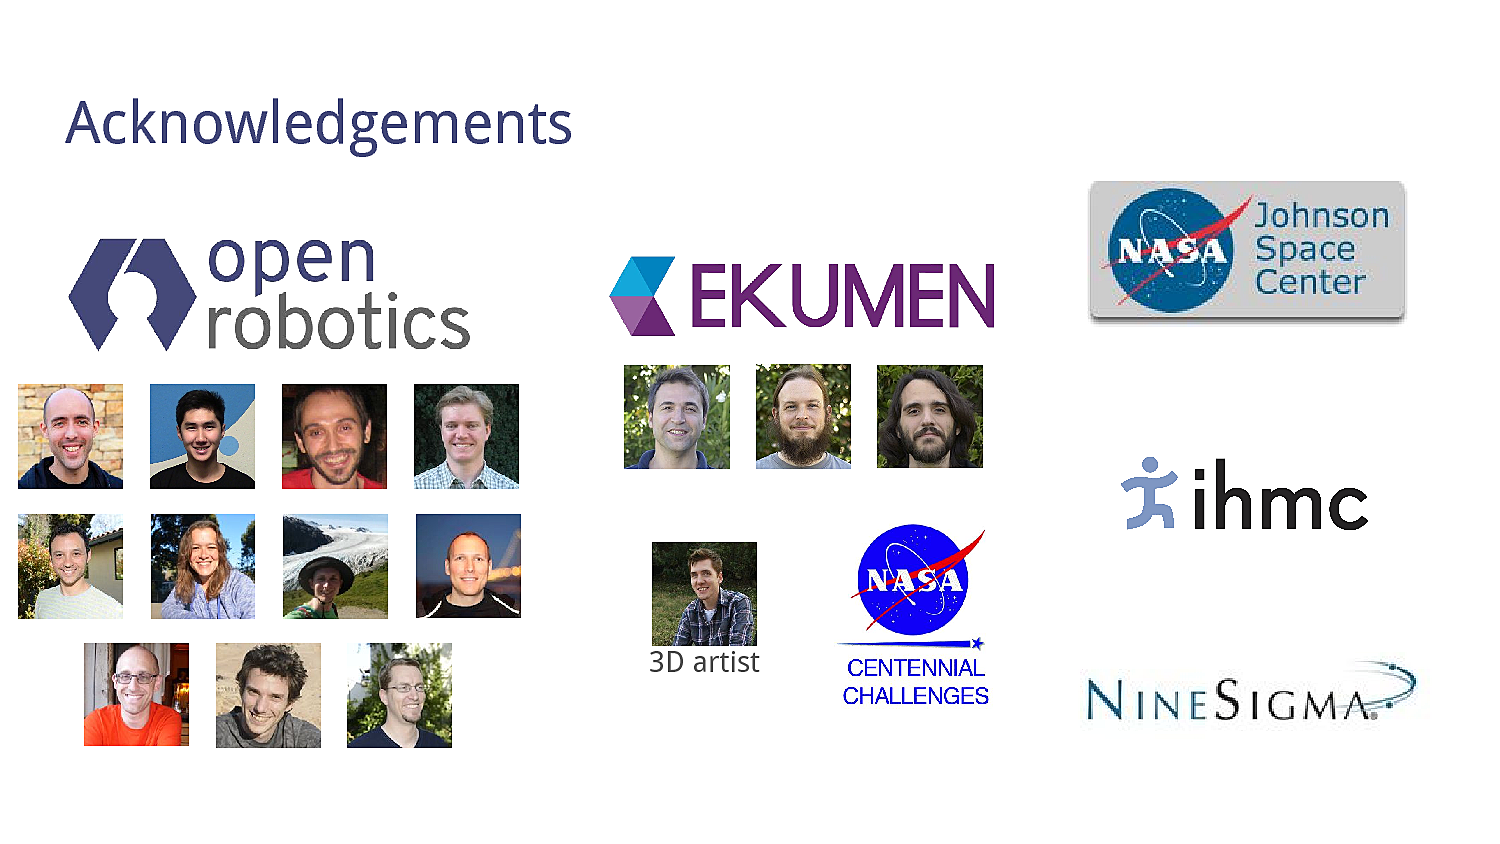 Acknowledgements
open
robotics
EKUMEN
3D artist
NASA
CENTENNIAL
CHALLENGES
NASA
Johnson
Space
Center
ihmc
NINESIGMA